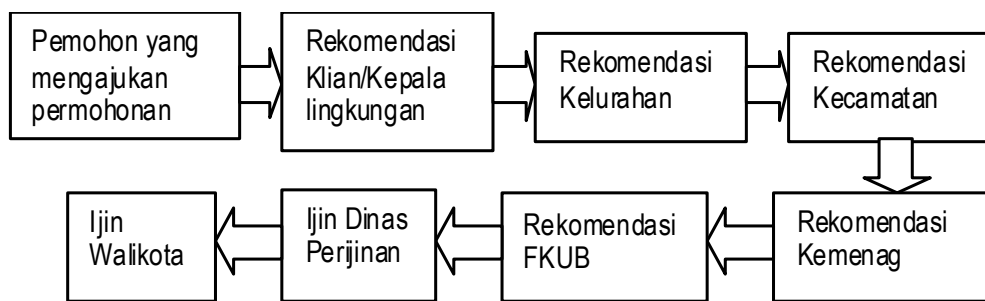 Pemohon yang
mengajukan
permohonan
Rekomendasi
Klian/Kepala
lingkungan
Rekomendasi
Kelurahan
Rekomendasi
Kecamatan
Rekomendasi
Kemenag
Rekomendasi
FKUB
Ijin Dinas
Perijinan
Ijin
Walikota